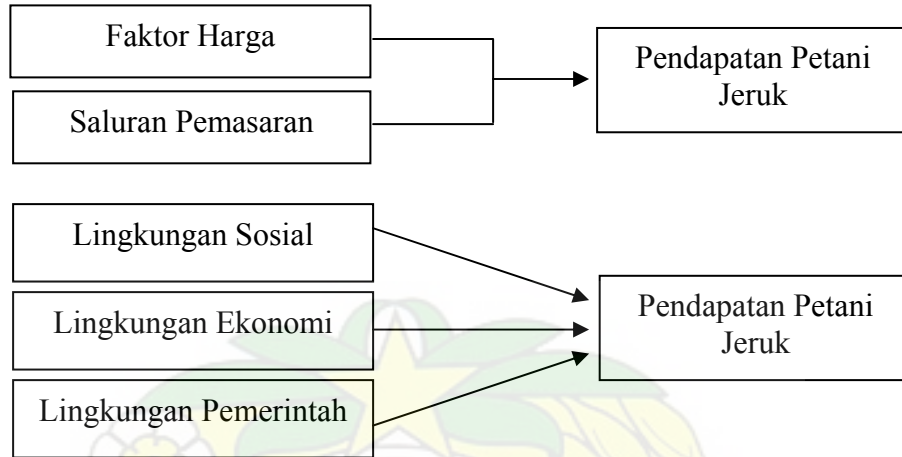 Faktor Harga
Saluran Pemasaran
Pendapatan Petani
Jeruk
Lingkungan Sosial
Lingkungan Ekonomi
Lingkungan Pemerintah
Pendapatan Petani
Jeruk